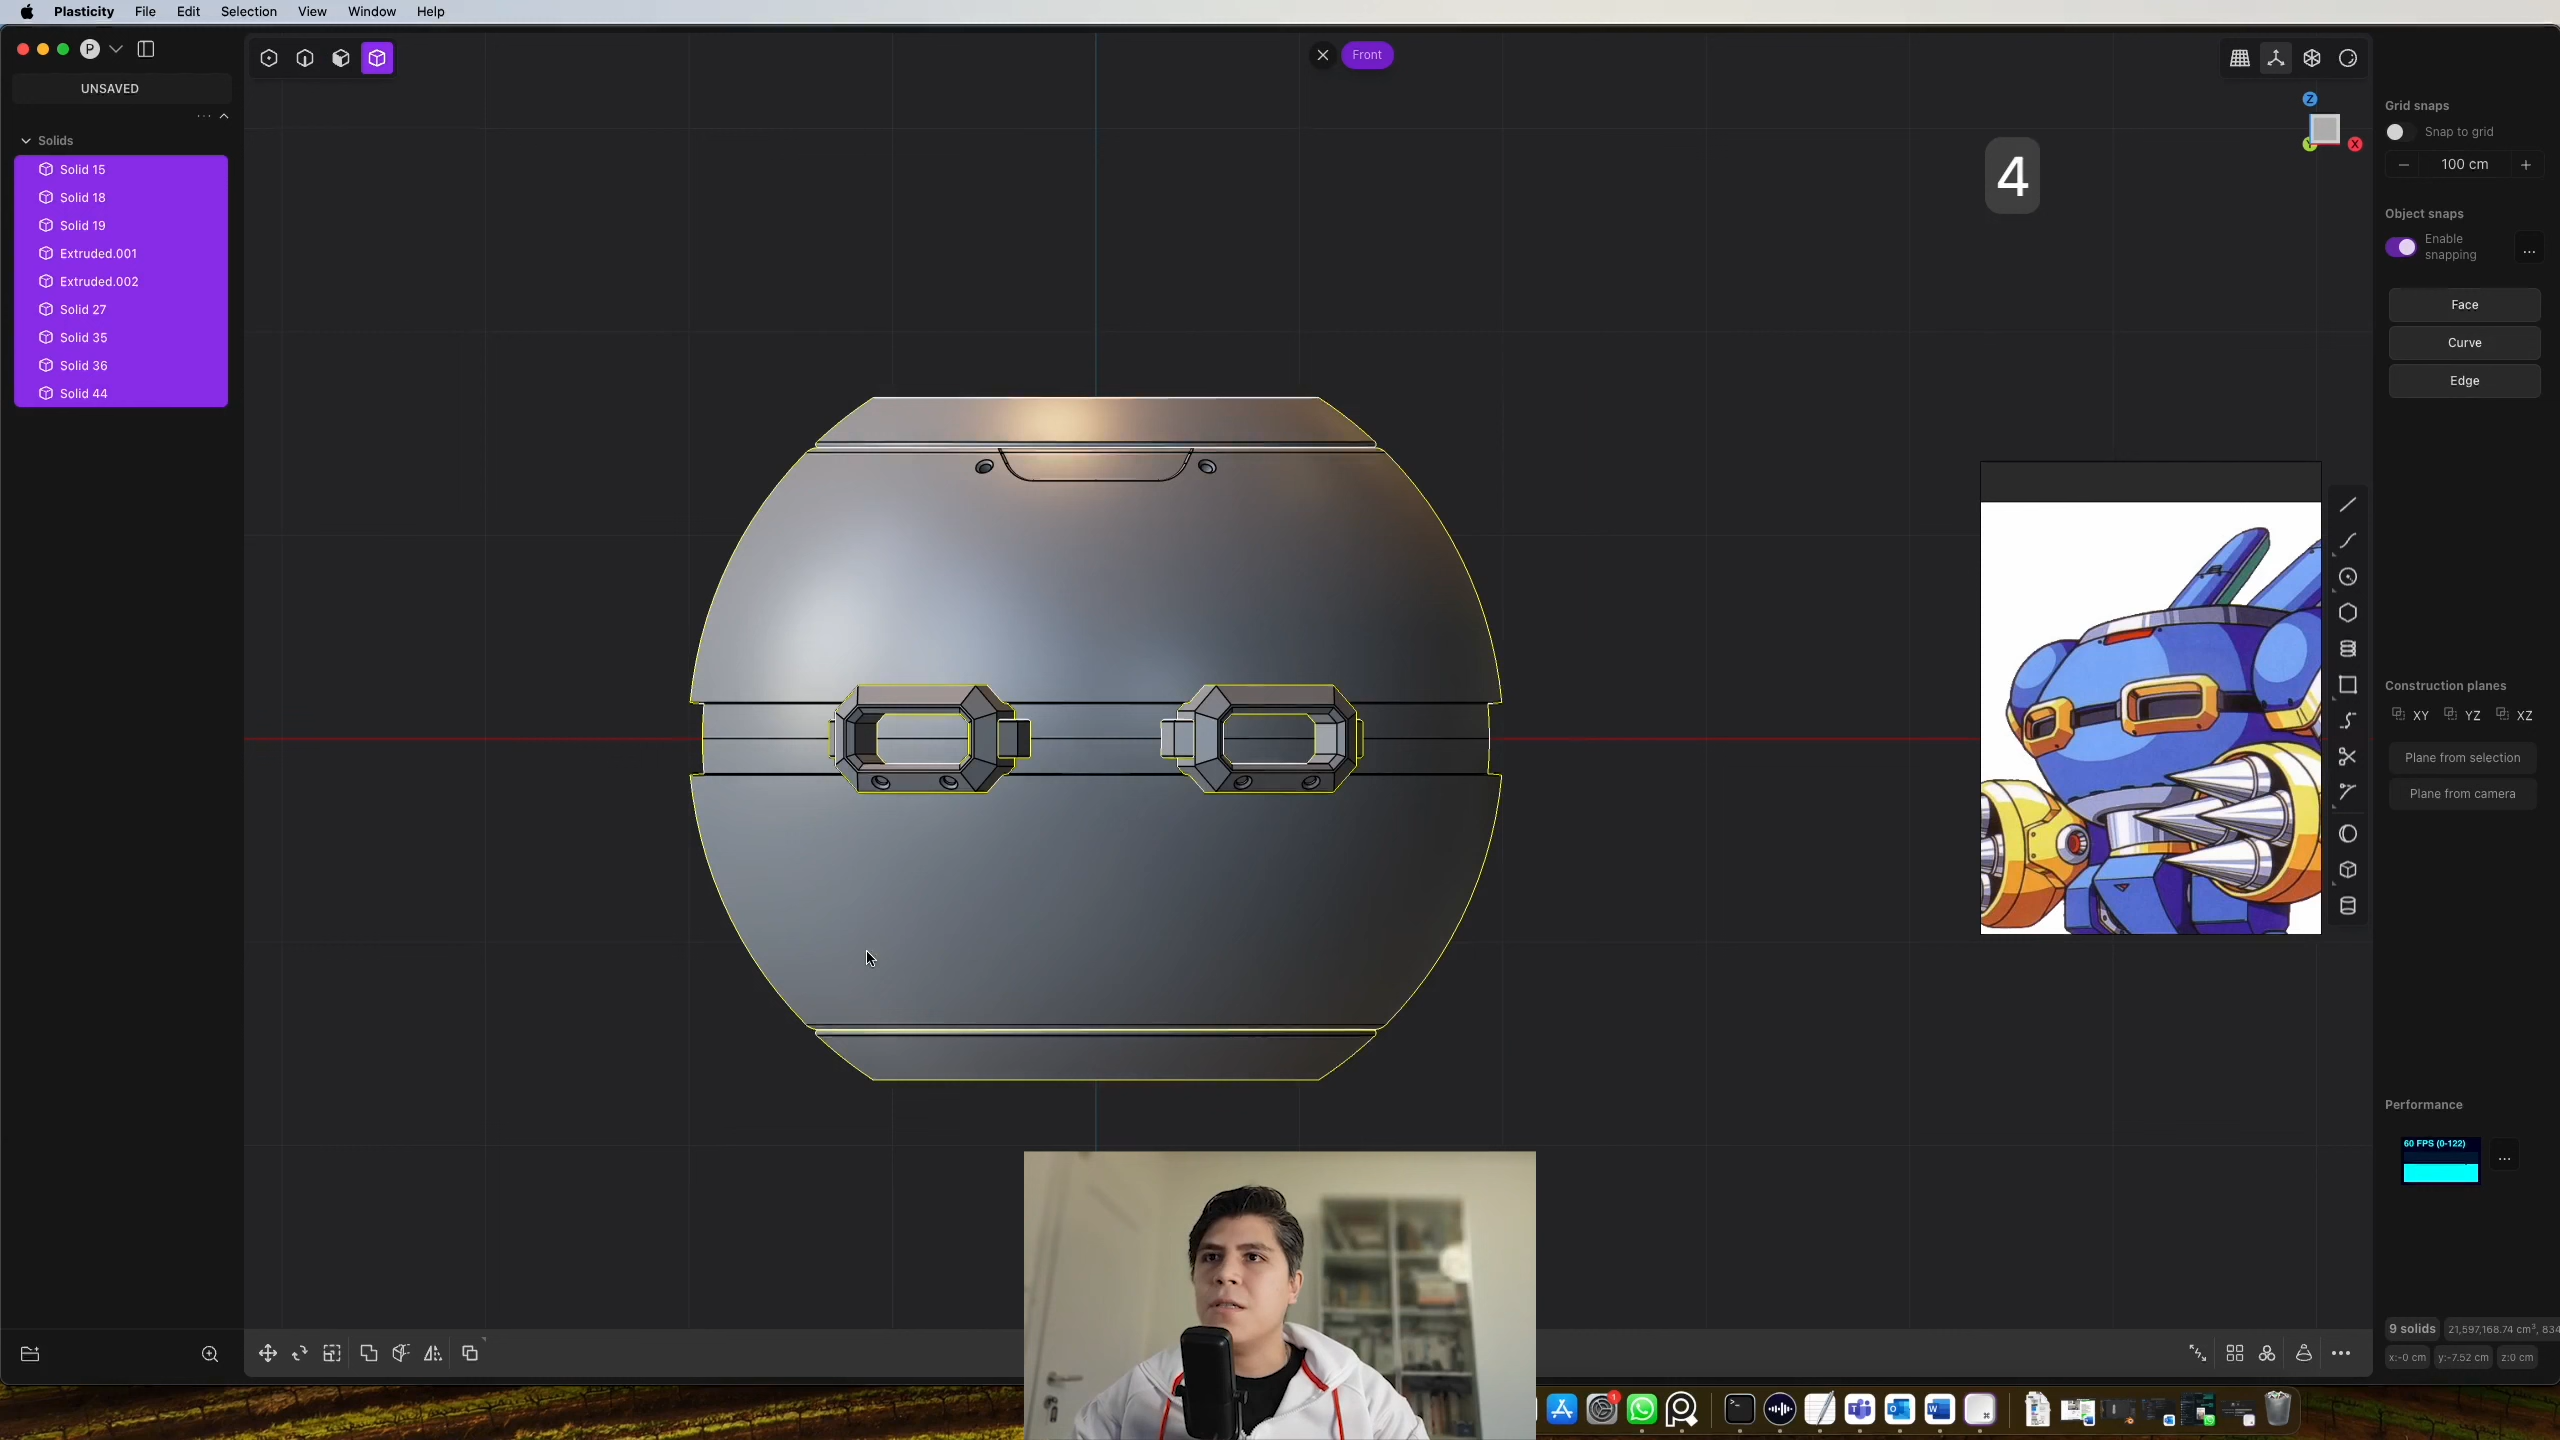 Plasticity File Edit Selection View Window Help
P
UNSAVED
Front
...
Solids
Solid 15
Solid 18
Solid 19
Extruded.001
Extruded.002
Solid 27
Solid 35
Solid 36
Solid 44
4
Z
Y
X
Grid snaps
Snap to grid
100 cm
Object snaps
Enable
snapping
...
Face
Curve
Edge
Construction planes
XY YZ XZ
Plane from selection
Plane from camera
Performance
60 FPS (0-122)
...
9 solids 21,597,168.74 cm³, 834
x:-0 cm y:-7.52 cm z:0 cm
1